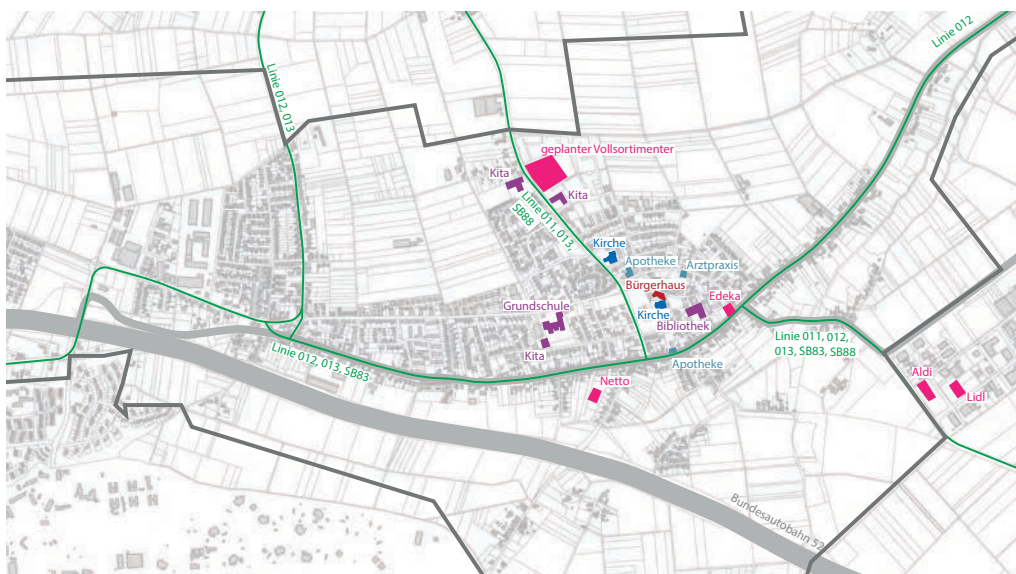 Linie 012
Linie 012, 013
geplanter Vollsortimenter
Kita
Kita
Linie 011, 013,
SB88
Kirche
Apotheke
Arztpraxis
Bürgerhaus
Edeka
Grundschule
Kirche
Bibliothek
Kita
Linie 012, 013, SB83
Apotheke
Linie 011, 012,
013, SB83, SB88
Netto
Aldi
Lidl
Bundesautobahn 52